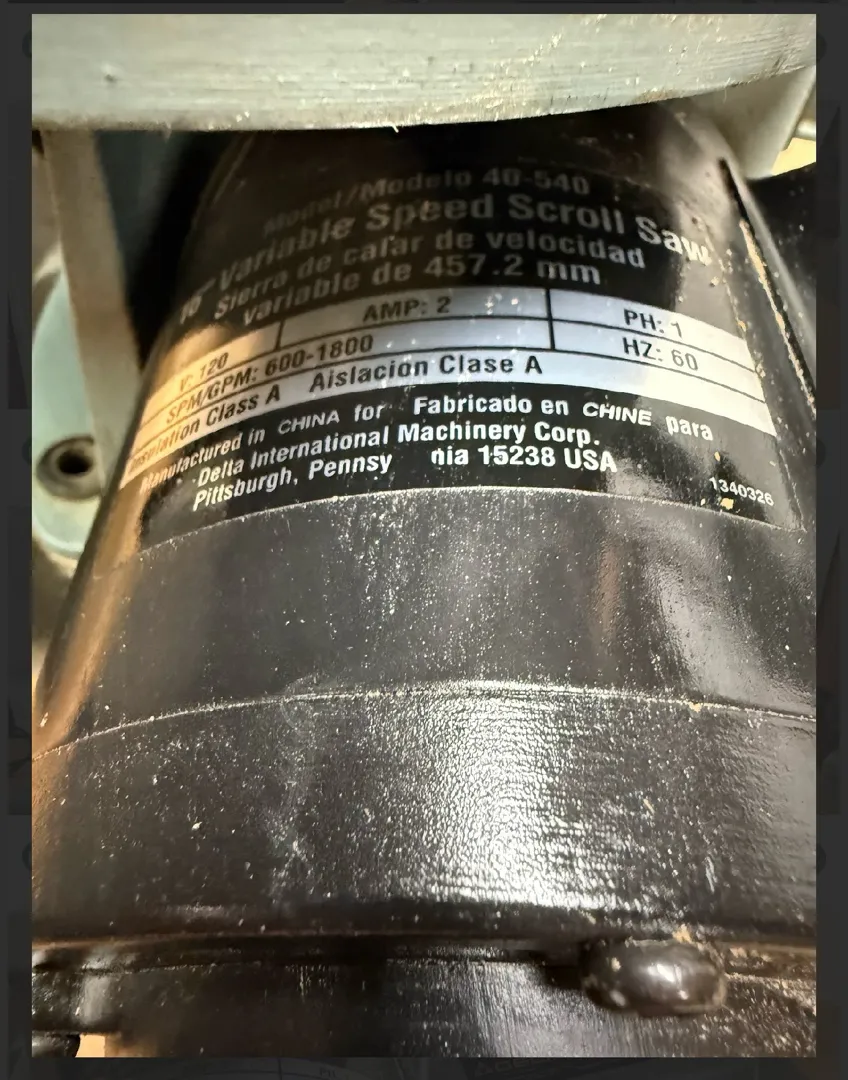 Model/Modelo 40-540
Variable Speed Scroll Saw
Sierra de calar de velocidad
variable de 457.2 mm
V: 120 AMP: 2 PH: 1
SPM/GPM: 600-1800 HZ: 60
Insulation Class A Aislacion Clase A
Manufactured in CHINA for Fabricado en CHINE para
Delta International Machinery Corp.
Pittsburgh, Pennsy nia 15238 USA
1340326